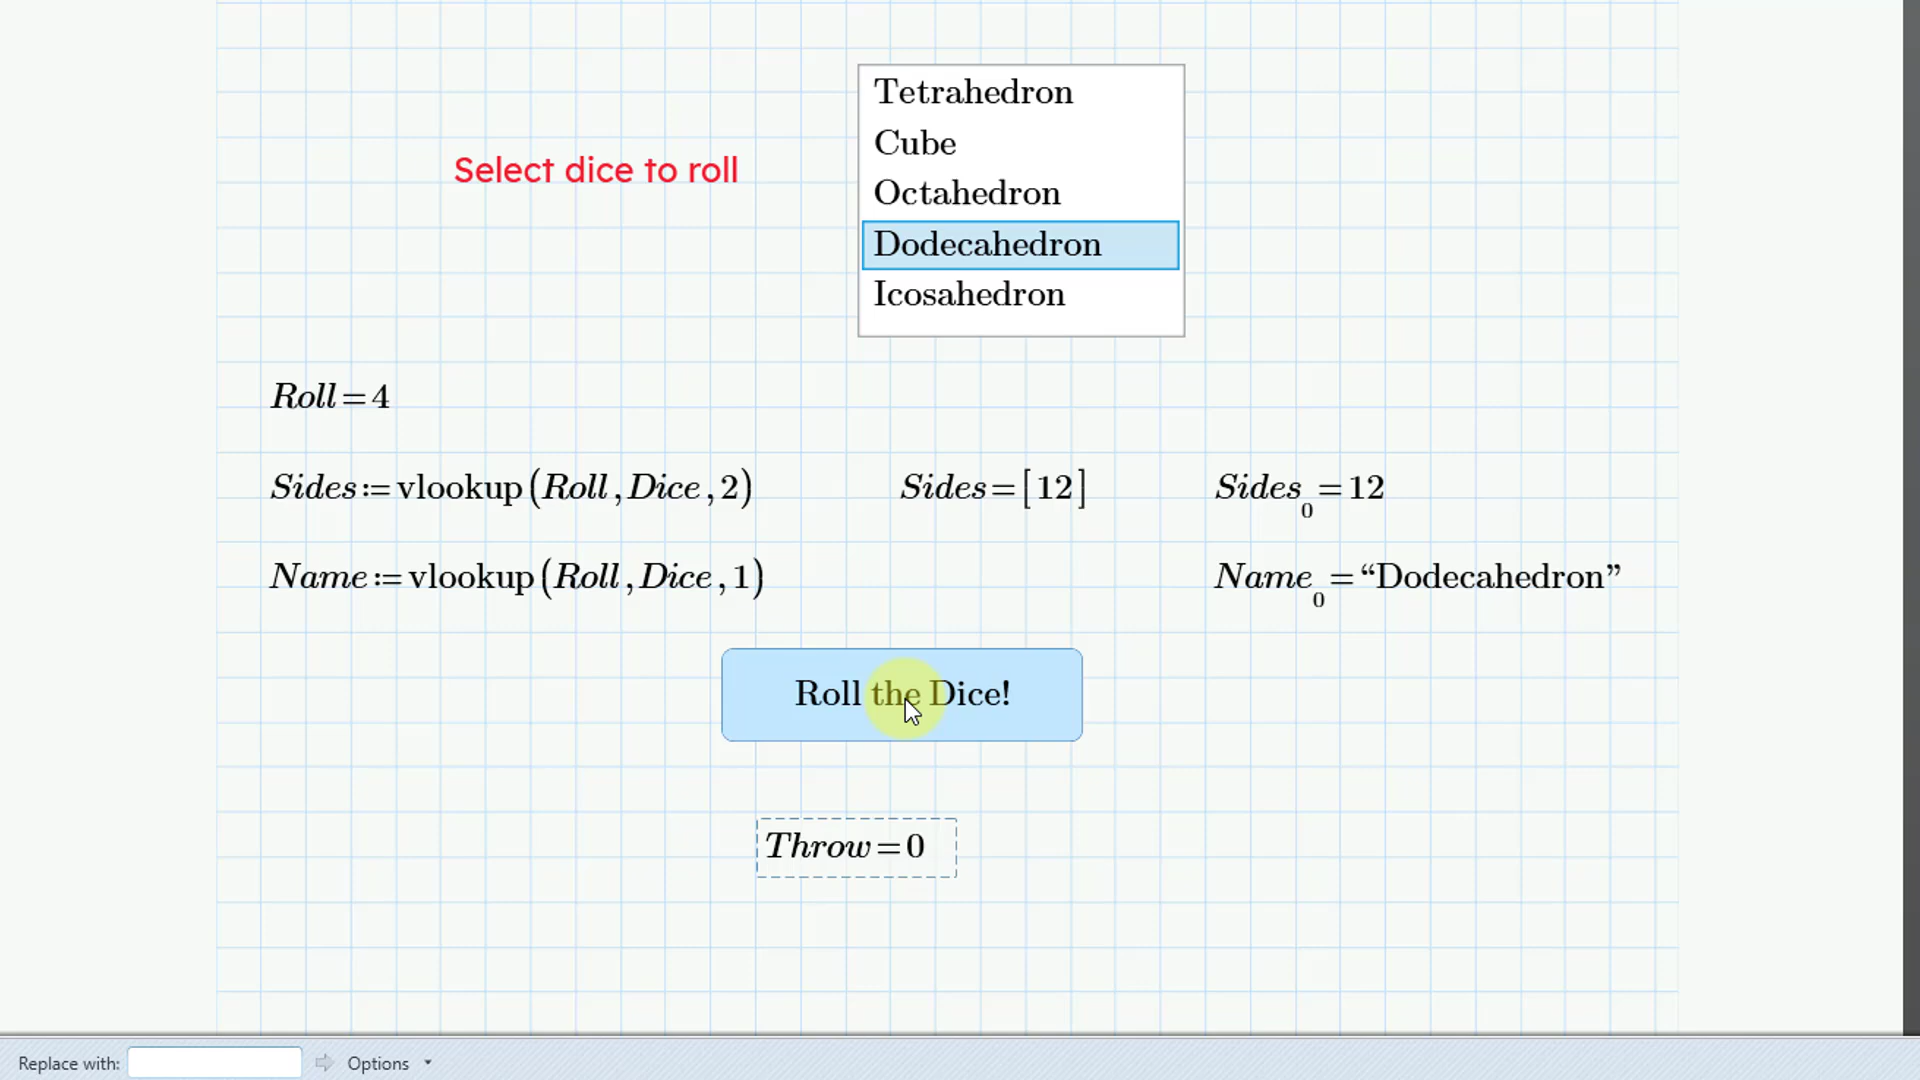 Tetrahedron
Cube
Select dice to roll
Octahedron
Dodecahedron
Icosahedron
Roll=4
Sides:=vlookup(Roll,Dice,2) Sides=[12] Sides₀=12
Name:=vlookup(Roll,Dice,1) Name₀=“Dodecahedron”
Roll the Dice!
Throw=0
Replace with: Options